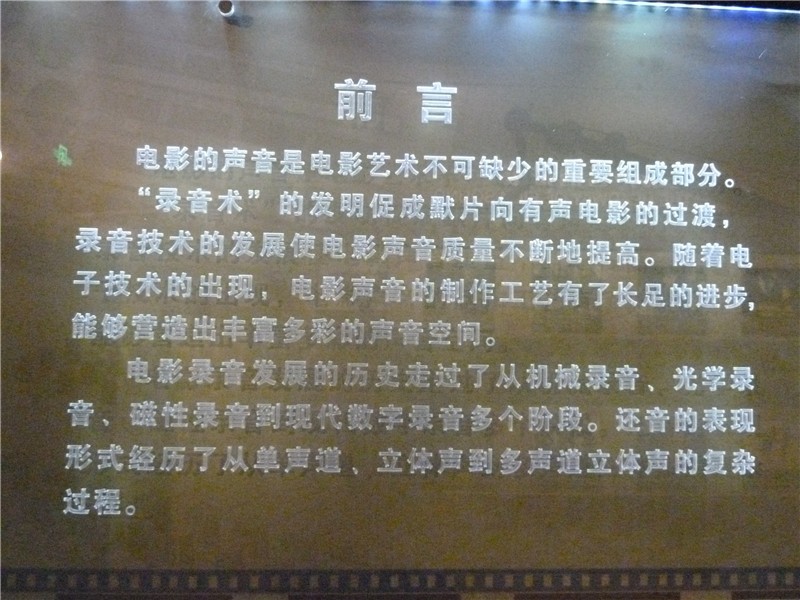 前言
电影的声音是电影艺术不可缺少的重要组成部分。
“录音术”的发明促成默片向有声电影的过渡，
录音技术的发展使电影声音质量不断地提高。随着电
子技术的出现，电影声音的制作工艺有了长足的进步，
能够营造出丰富多彩的声音空间。
电影录音发展的历史走过了从机械录音、光学录
音、磁性录音到现代数字录音多个阶段。还音的表现
形式经历了从单声道、立体声到多声道立体声的复杂
过程。